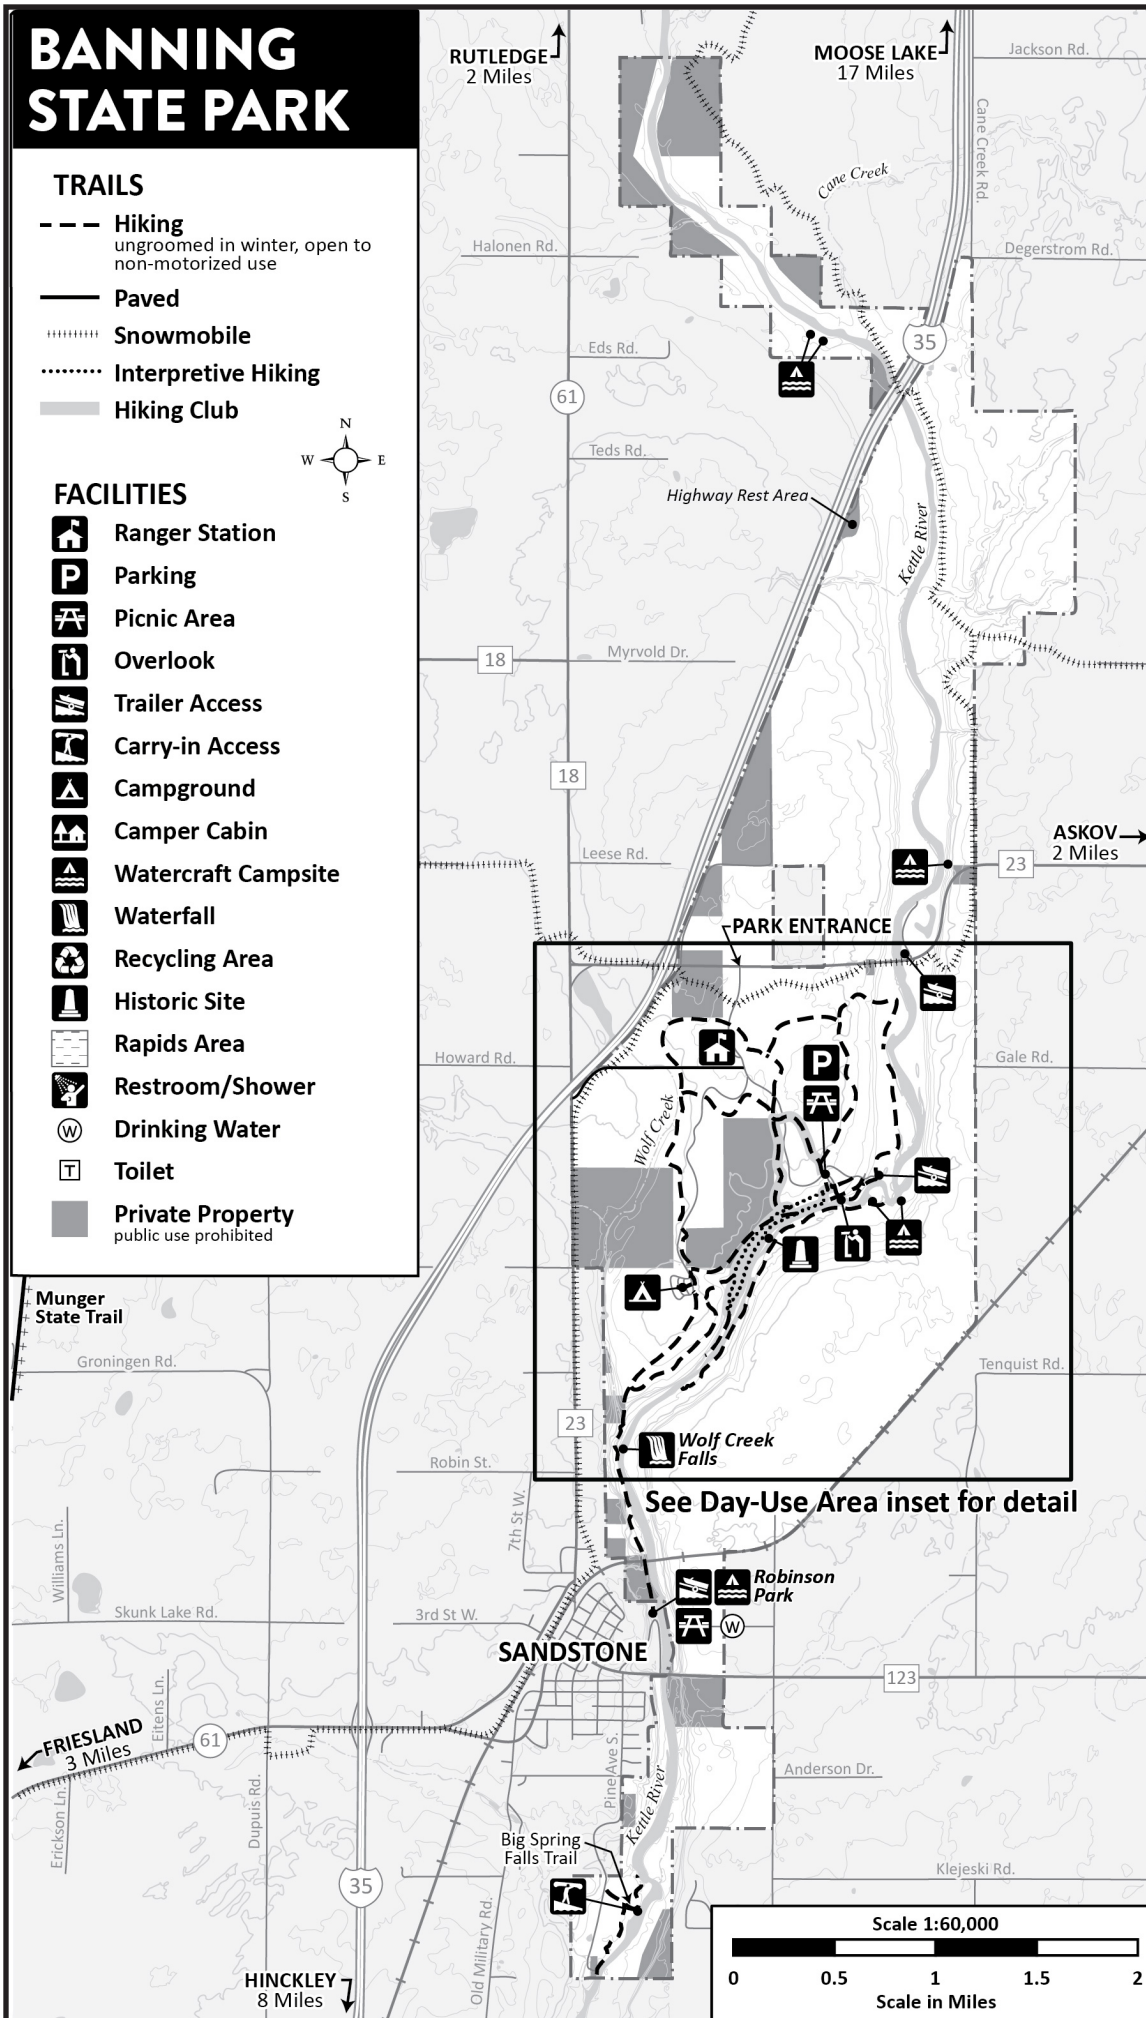 BANNING
STATE PARK
TRAILS
Hiking
ungroomed in winter, open to
non-motorized use
Paved
Snowmobile
Interpretive Hiking
Hiking Club
N
W E
S
FACILITIES
Ranger Station
P Parking
Picnic Area
Overlook
Trailer Access
Carry-in Access
Campground
Camper Cabin
Watercraft Campsite
Waterfall
Recycling Area
Historic Site
Rapids Area
Restroom/Shower
W Drinking Water
T Toilet
Private Property
public use prohibited
RUTLEDGE
2 Miles
MOOSE LAKE
17 Miles
Jackson Rd.
Cane Creek Rd.
Cane Creek
Halonen Rd.
Degerstrom Rd.
35
Eds Rd.
61
Teds Rd.
Highway Rest Area
Kettle River
18
Myrvold Dr.
18
Leese Rd.
ASKOV
2 Miles
23
PARK ENTRANCE
Howard Rd.
P
Gale Rd.
Wolf Creek
Munger
State Trail
Groningen Rd.
Tenquist Rd.
23
Wolf Creek
Falls
Robin St.
See Day-Use Area inset for detail
7th St W.
Williams Ln.
Robinson
Park
W
Skunk Lake Rd.
3rd St W.
SANDSTONE
123
Eitens Ln.
FRIESLAND
3 Miles
61
Erickson Ln.
Dupuis Rd.
Pine Ave S.
Anderson Dr.
Kettle River
Big Spring
Falls Trail
Klejeski Rd.
35
Old Military Rd.
HINCKLEY
8 Miles
Scale 1:60,000
0 0.5 1 1.5 2
Scale in Miles